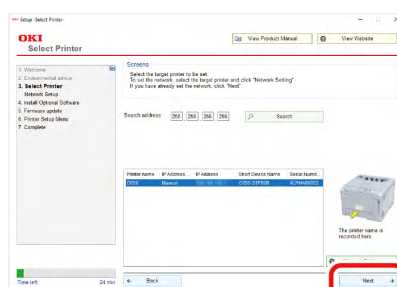 Setup -Select Printer-
OKI
Select Printer
View Product Manual
View Website
1. Welcome
2. Environmental advice
3. Select Printer
Network Setup
4. Install Optional Software
5. Firmware update
6. Printer Setup Menu
7. Complete
Screens
Select the target printer to be set.
To set the network, select the target printer and click "Network Setting"
If you have already set the network, click "Next".
Search address
255 255 255 255
Search
Printer name IP Address ... IP Address Short Device Name Serial Numb...
C650 Manual
The printer name is
recorded here.
Time left 24 min
Back
Next